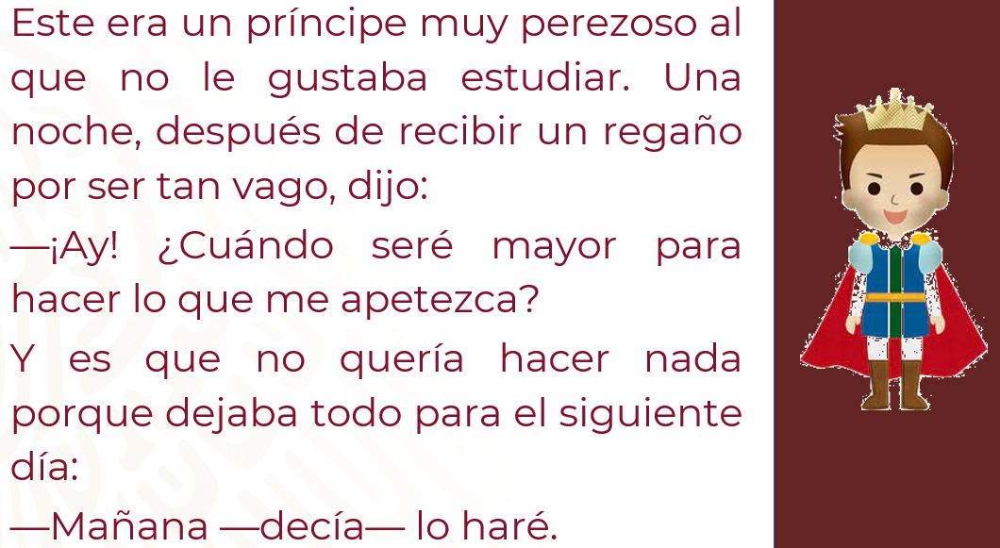 Este era un príncipe muy perezoso al
que no le gustaba estudiar. Una
noche, después de recibir un regaño
por ser tan vago, dijo:
—¡Ay! ¿Cuándo seré mayor para
hacer lo que me apetezca?
Y es que no quería hacer nada
porque dejaba todo para el siguiente
día:
—Mañana —decía— lo haré.